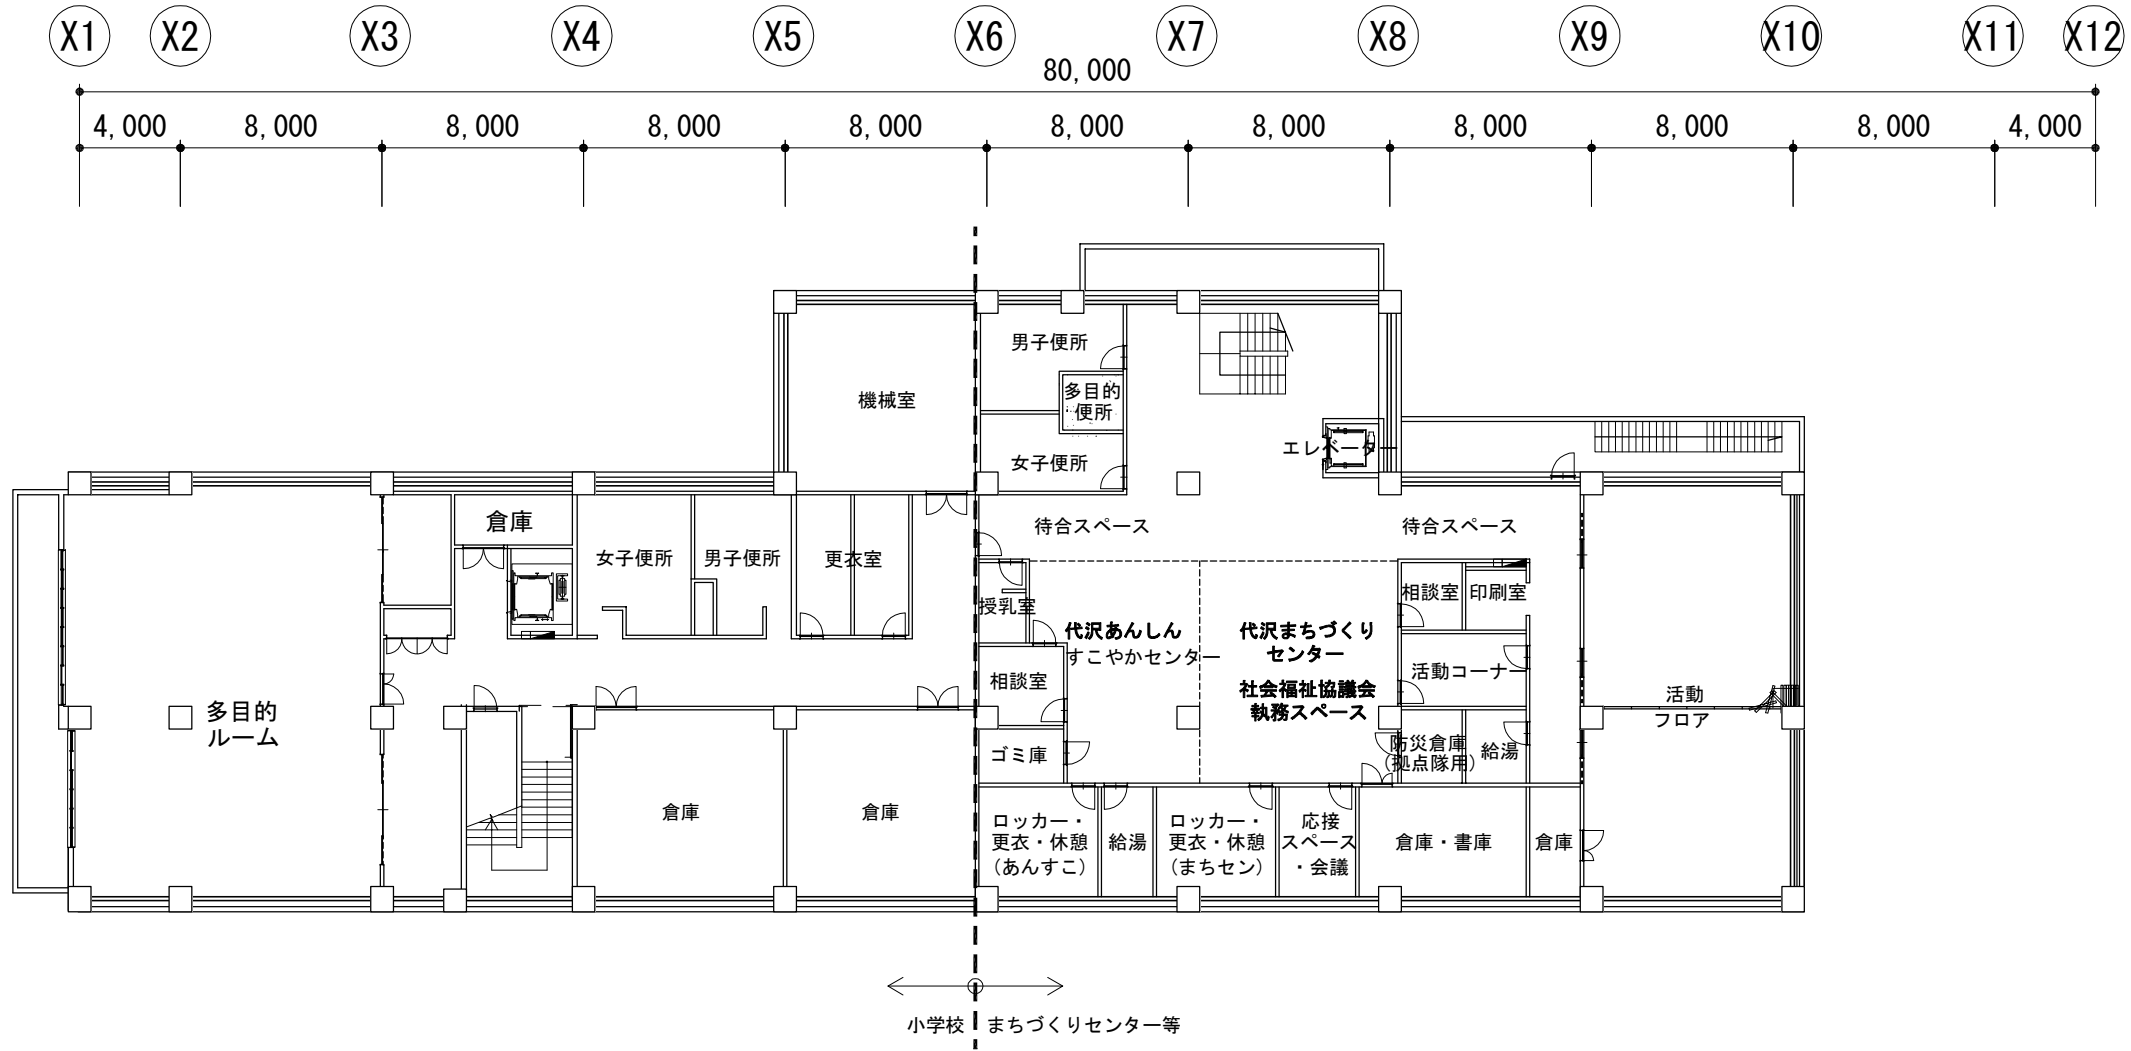 X1 X2 X3 X4 X5 X6 X7 X8 X9 X10 X11 X12
80,000
4,000 8,000 8,000 8,000 8,000 8,000 8,000 8,000 8,000 8,000 4,000
男子便所
機械室
多目的
便所
エレベーター
女子便所
倉庫
待合スペース
待合スペース
女子便所
男子便所
更衣室
授乳室
相談室
印刷室
代沢あんしん
すこやかセンター
代沢まちづくり
センター
相談室
活動コーナー
社会福祉協議会
執務スペース
活動
フロア
多目的
ルーム
ゴミ庫
防災倉庫
(拠点隊用)
給湯
倉庫
倉庫
ロッカー・
更衣・休憩
(あんすこ)
給湯
ロッカー・
更衣・休憩
(まちセン)
応接
スペース
・会議
倉庫・書庫
倉庫
小学校
まちづくりセンター等